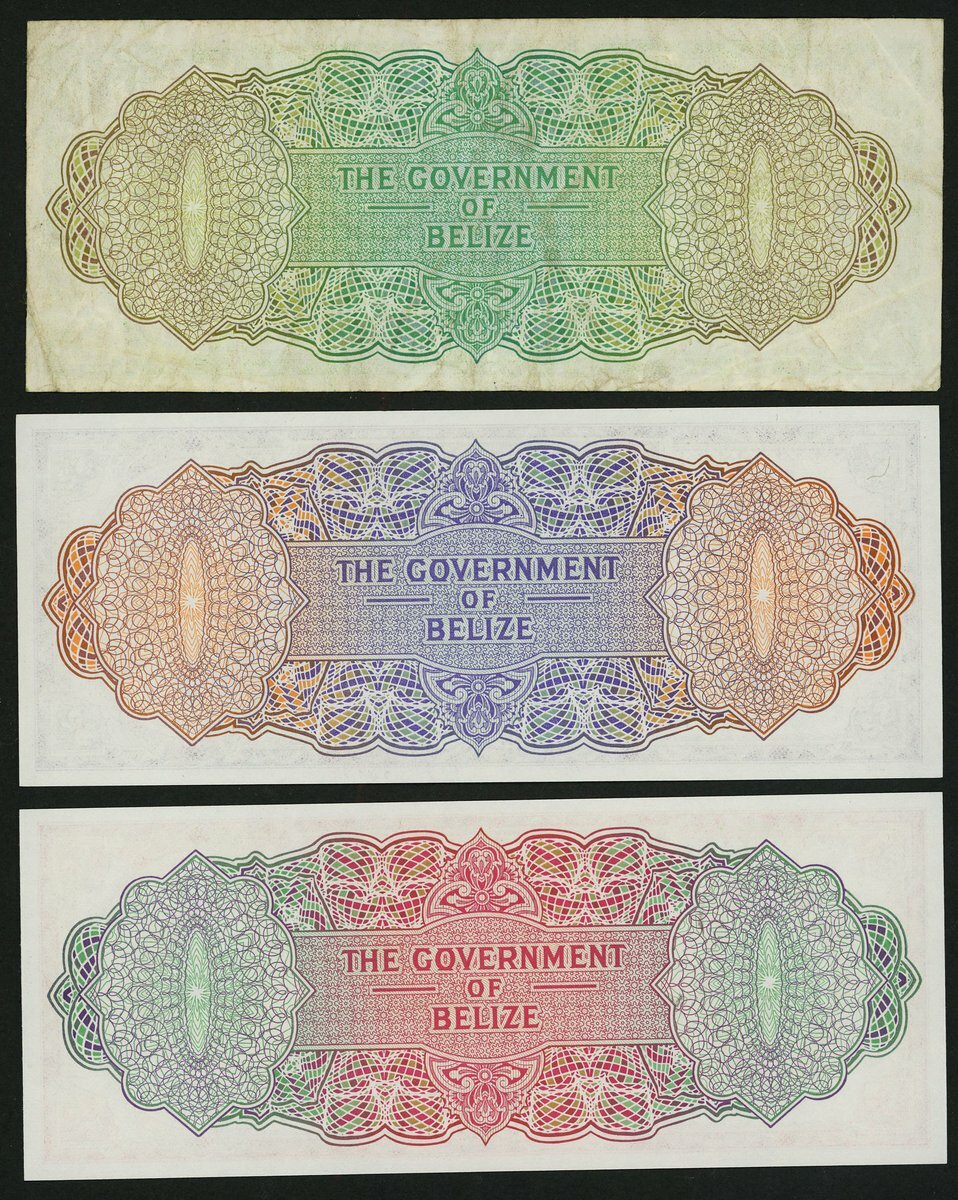 THE GOVERNMENT
OF
BELIZE
THE GOVERNMENT
OF
BELIZE
THE GOVERNMENT
OF
BELIZE